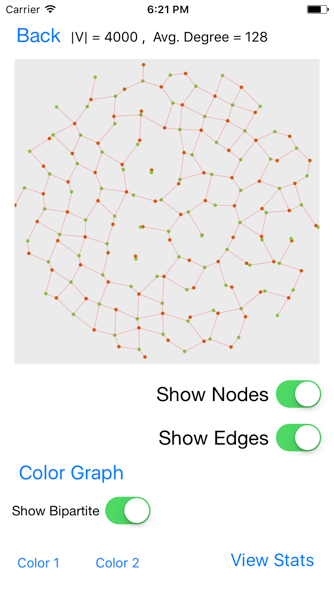 Carrier 6:21 PM
Back |V| = 4000 , Avg. Degree = 128
Show Nodes
Show Edges
Color Graph
Show Bipartite
Color 1 Color 2 View Stats